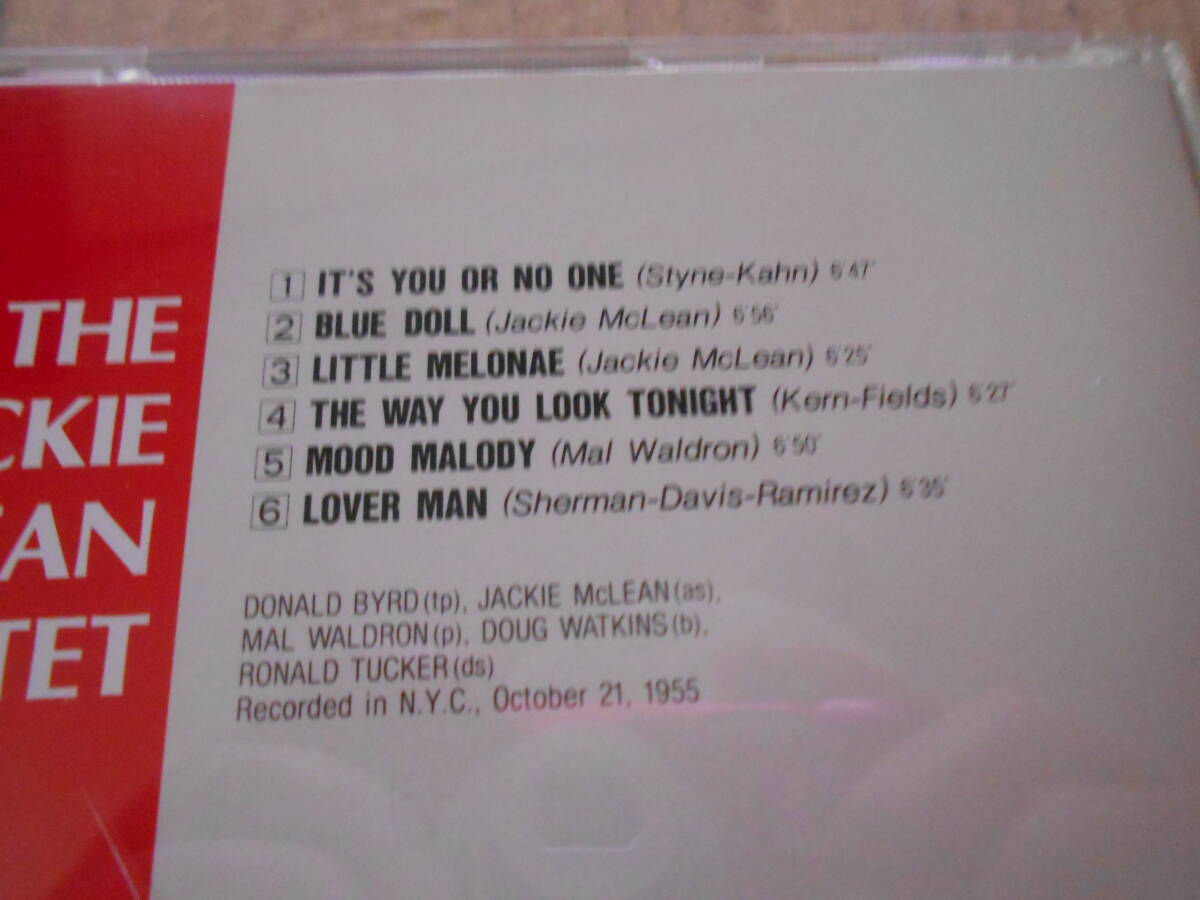 THE
CKIE
EAN
TET
1 IT'S YOU OR NO ONE (Styne-Kahn) 6'47"
2 BLUE DOLL (Jackie McLean) 6'56"
3 LITTLE MELONAE (Jackie McLean) 6'25"
4 THE WAY YOU LOOK TONIGHT (Kern-Fields) 6'27"
5 MOOD MALODY (Mal Waldron) 6'50"
6 LOVER MAN (Sherman-Davis-Ramirez) 6'35"
DONALD BYRD(tp), JACKIE McLEAN(as),
MAL WALDRON(p), DOUG WATKINS(b),
RONALD TUCKER(ds)
Recorded in N.Y.C., October 21, 1955